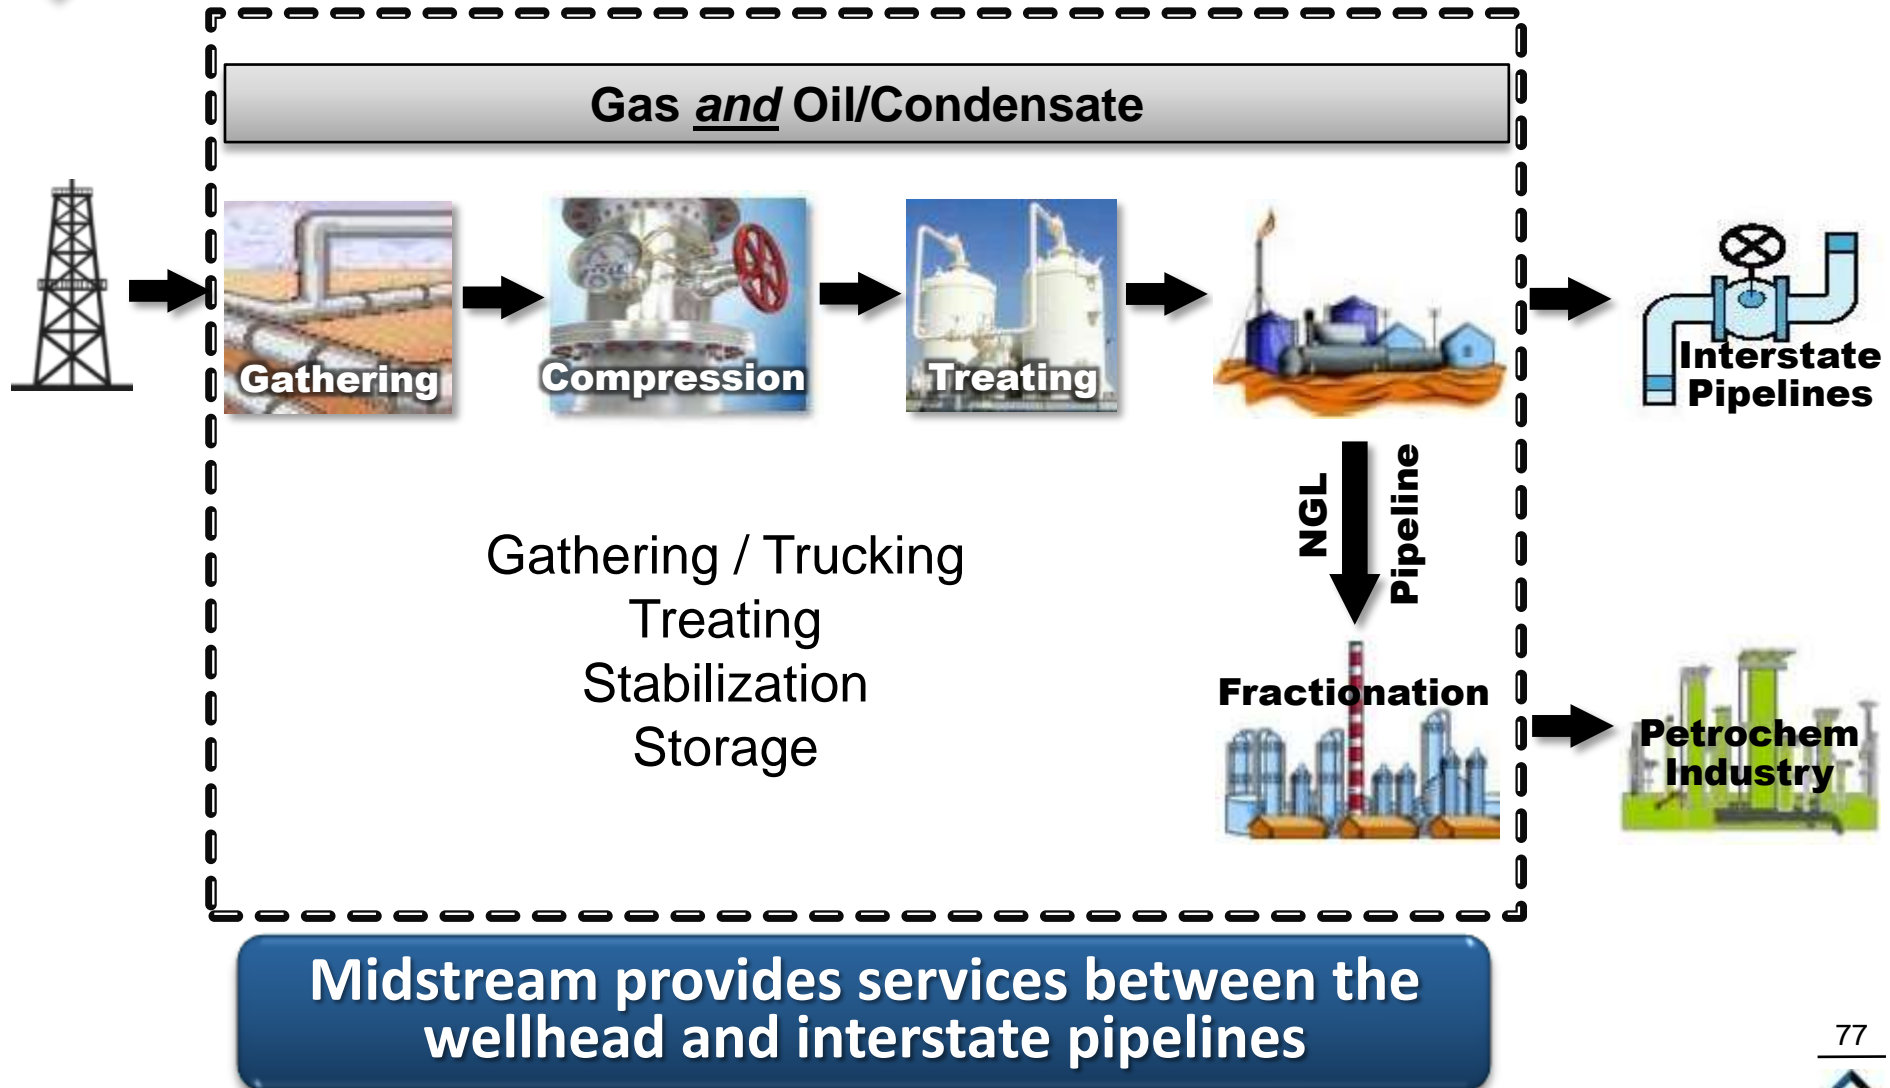 Gas and Oil/Condensate
Gathering
Compression
Treating
Interstate
Pipelines
NGL
Pipeline
Gathering / Trucking
Treating
Stabilization
Storage
Fractionation
Petrochem
Industry
Midstream provides services between the
wellhead and interstate pipelines
77